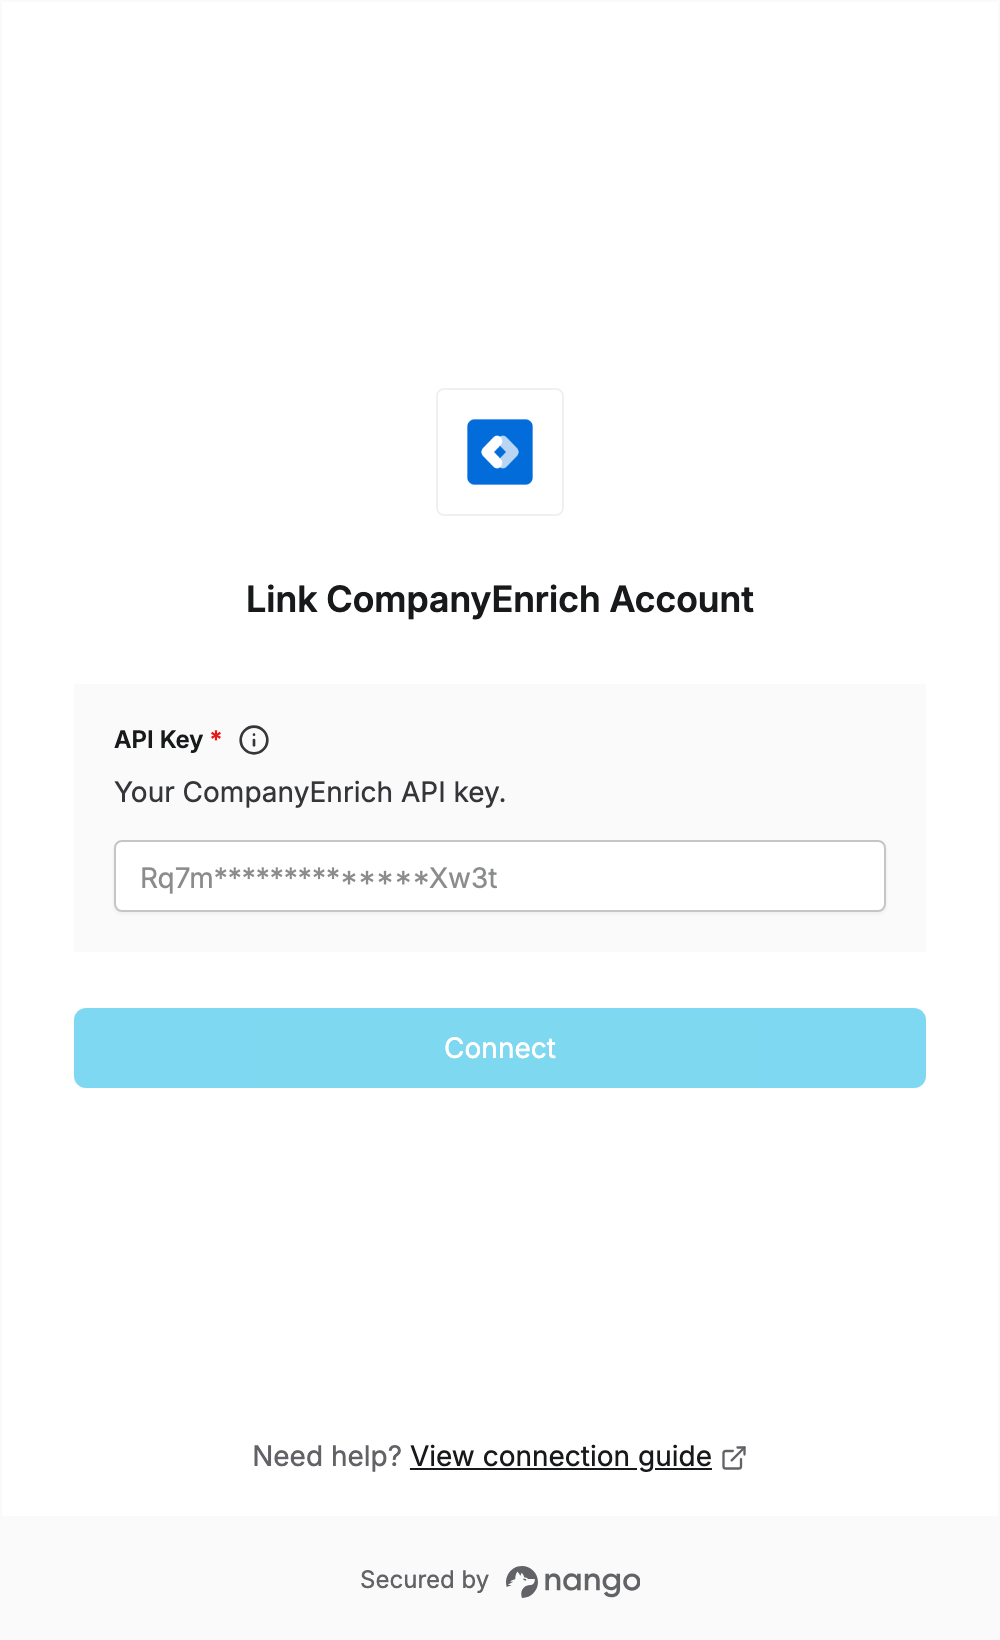 Link CompanyEnrich Account
API Key *
Your CompanyEnrich API key.
Rq7m**************Xw3t
Connect
Need help? View connection guide
Secured by nango